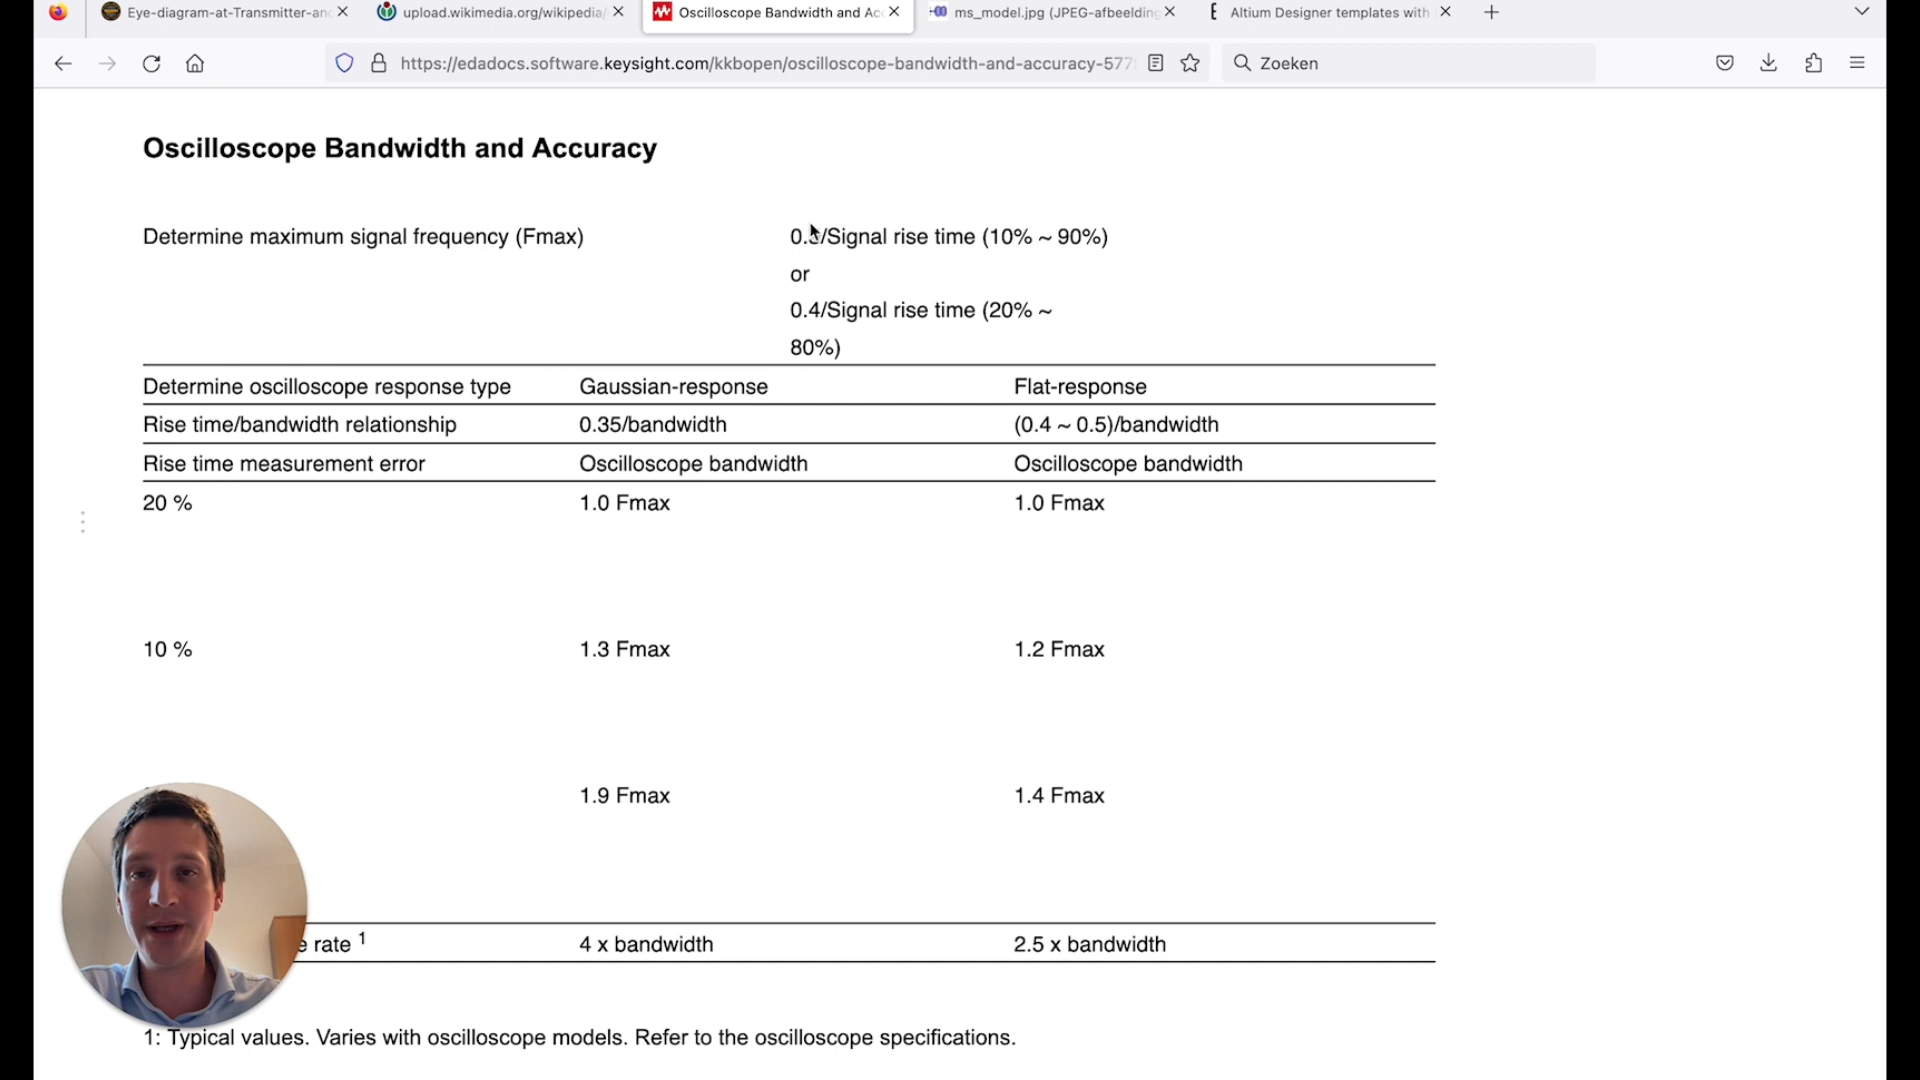 Eye-diagram-at-Transmitter-an
upload.wikimedia.org/wikipedia/
Oscilloscope Bandwidth and Ac
ms_model.jpg (JPEG-afbeelding
Altium Designer templates with
https://edadocs.software.keysight.com/kkbopen/oscilloscope-bandwidth-and-accuracy-577
Zoeken
Oscilloscope Bandwidth and Accuracy
Determine maximum signal frequency (Fmax)
/Signal rise time (10% ~ 90%)
or
0.4/Signal rise time (20% ~
80%)
Determine oscilloscope response type Gaussian-response Flat-response
Rise time/bandwidth relationship 0.35/bandwidth (0.4 ~ 0.5)/bandwidth
Rise time measurement error Oscilloscope bandwidth Oscilloscope bandwidth
20 % 1.0 Fmax 1.0 Fmax
10 % 1.3 Fmax 1.2 Fmax
1.9 Fmax 1.4 Fmax
e rate 1 4 x bandwidth 2.5 x bandwidth
1: Typical values. Varies with oscilloscope models. Refer to the oscilloscope specifications.